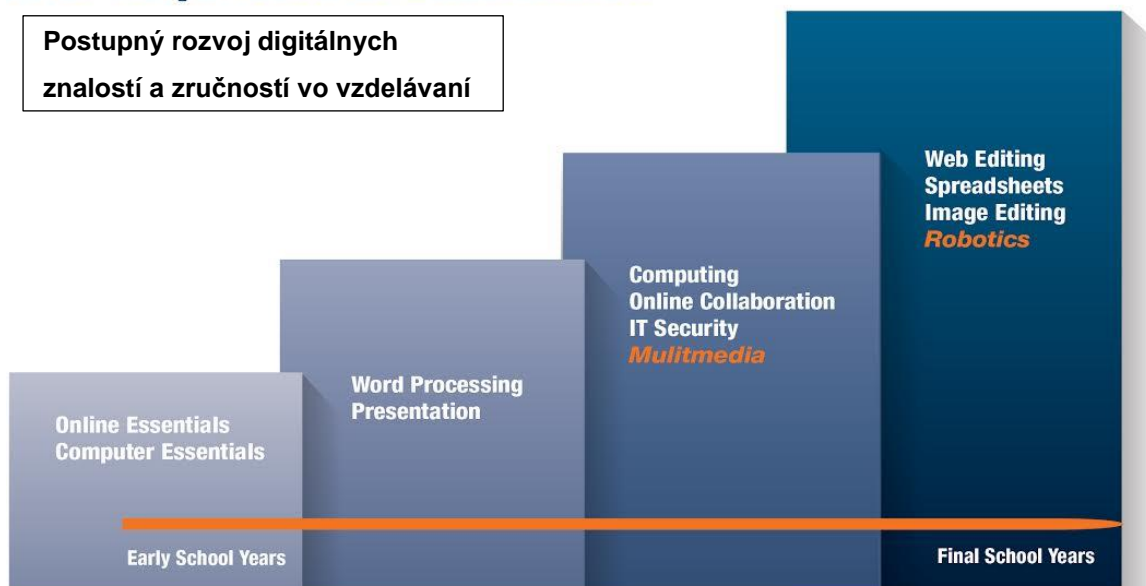 Postupný rozvoj digitálnych
znalostí a zručností vo vzdelávaní
Online Essentials
Computer Essentials
Word Processing
Presentation
Computing
Online Collaboration
IT Security
Mulitmedia
Web Editing
Spreadsheets
Image Editing
Robotics
Early School Years
Final School Years